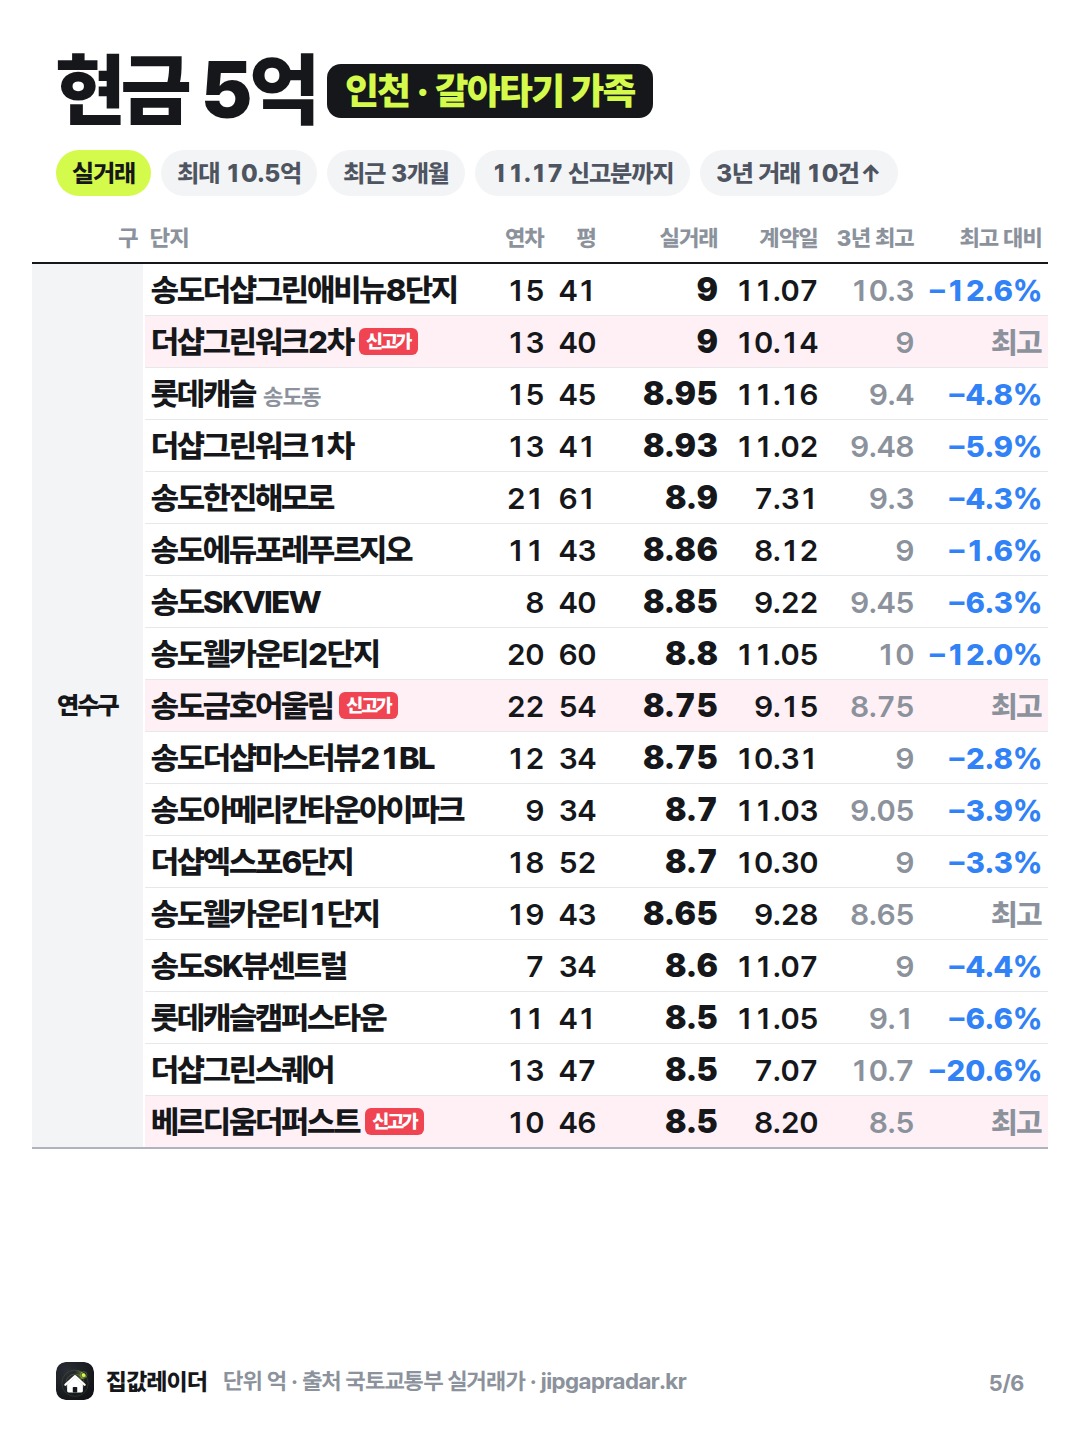 현금 5억 인천 · 갈아타기 가족
실거래 최대 10.5억 최근 3개월 11.17 신고분까지 3년 거래 10건↑
구 단지 연차 평 실거래 계약일 3년 최고 최고 대비
송도더샵그린애비뉴8단지 15 41 9 11.07 10.3 −12.6%
더샵그린워크2차 신고가 13 40 9 10.14 9 최고
롯데캐슬 송도동 15 45 8.95 11.16 9.4 −4.8%
더샵그린워크1차 13 41 8.93 11.02 9.48 −5.9%
송도한진해모로 21 61 8.9 7.31 9.3 −4.3%
송도에듀포레푸르지오 11 43 8.86 8.12 9 −1.6%
송도SKVIEW 8 40 8.85 9.22 9.45 −6.3%
송도웰카운티2단지 20 60 8.8 11.05 10 −12.0%
연수구 송도금호어울림 신고가 22 54 8.75 9.15 8.75 최고
송도더샵마스터뷰21BL 12 34 8.75 10.31 9 −2.8%
송도아메리칸타운아이파크 9 34 8.7 11.03 9.05 −3.9%
더샵엑스포6단지 18 52 8.7 10.30 9 −3.3%
송도웰카운티1단지 19 43 8.65 9.28 8.65 최고
송도SK뷰센트럴 7 34 8.6 11.07 9 −4.4%
롯데캐슬캠퍼스타운 11 41 8.5 11.05 9.1 −6.6%
더샵그린스퀘어 13 47 8.5 7.07 10.7 −20.6%
베르디움더퍼스트 신고가 10 46 8.5 8.20 8.5 최고
집값레이더 단위 억 · 출처 국토교통부 실거래가 · jipgapradar.kr 5/6